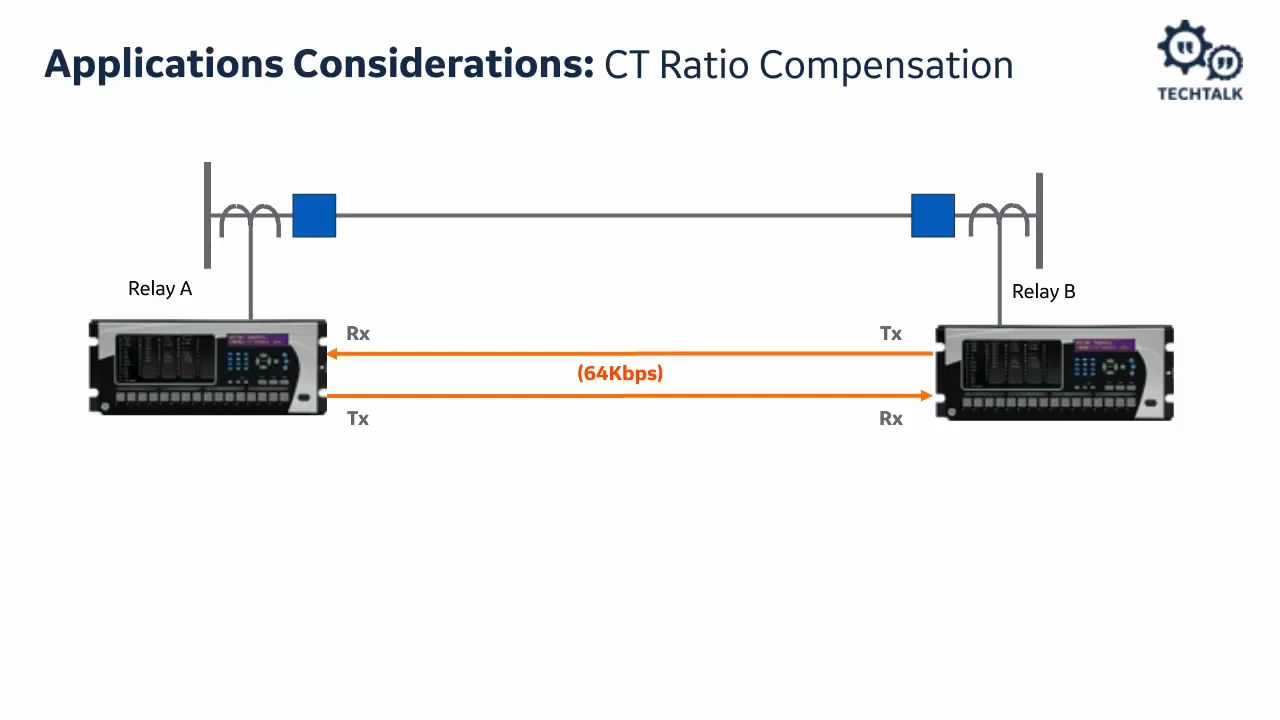 Applications Considerations: CT Ratio Compensation
TECHTALK
Relay A
Relay B
Rx
Tx
(64Kbps)
Tx
Rx